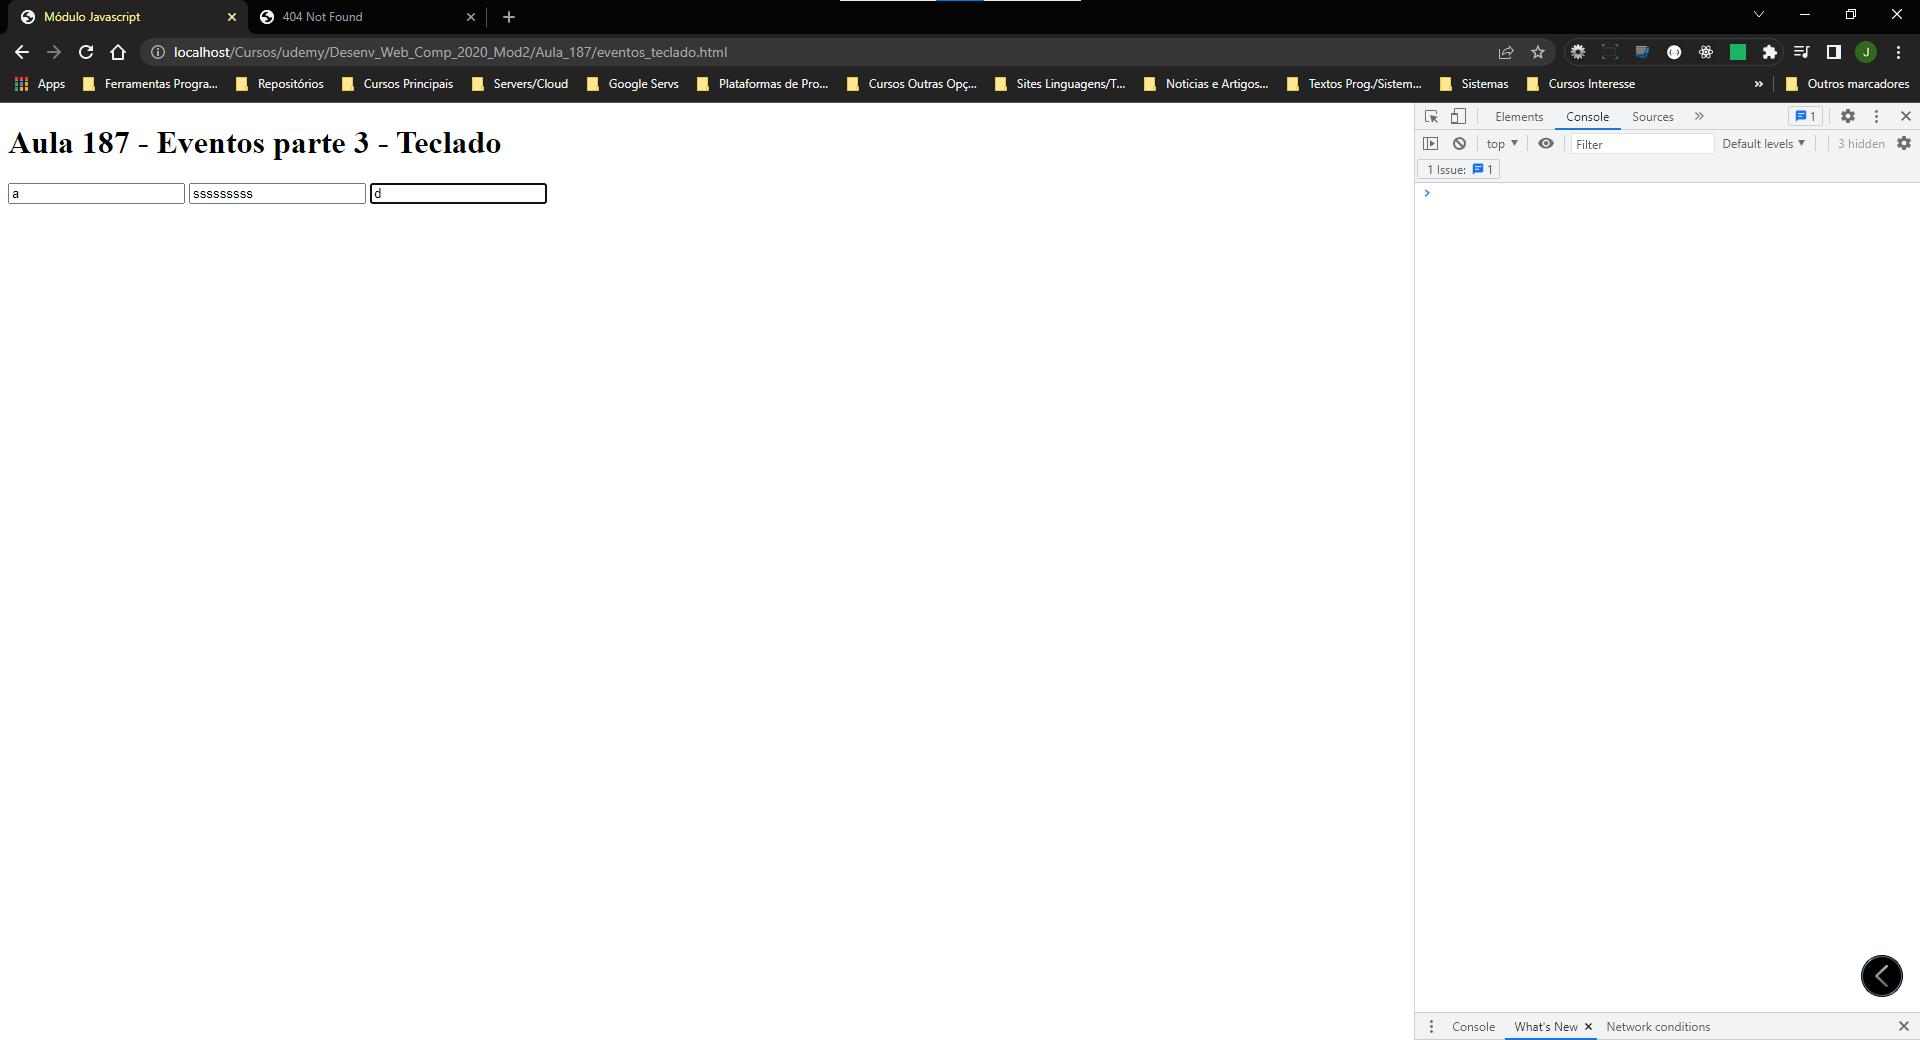 Módulo Javascript
404 Not Found
localhost/Cursos/udemy/Desenv_Web_Comp_2020_Mod2/Aula_187/eventos_teclado.html
J
Apps Ferramentas Progra... Repositórios Cursos Principais Servers/Cloud Google Servs Plataformas de Pro... Cursos Outras Opç... Sites Linguagens/T... Noticias e Artigos... Textos Prog./Sistem... Sistemas Cursos Interesse » Outros marcadores
Aula 187 - Eventos parte 3 - Teclado
a sssssssss d
Elements Console Sources » 1
top Filter Default levels 3 hidden
1 Issue: 1
Console What's New Network conditions